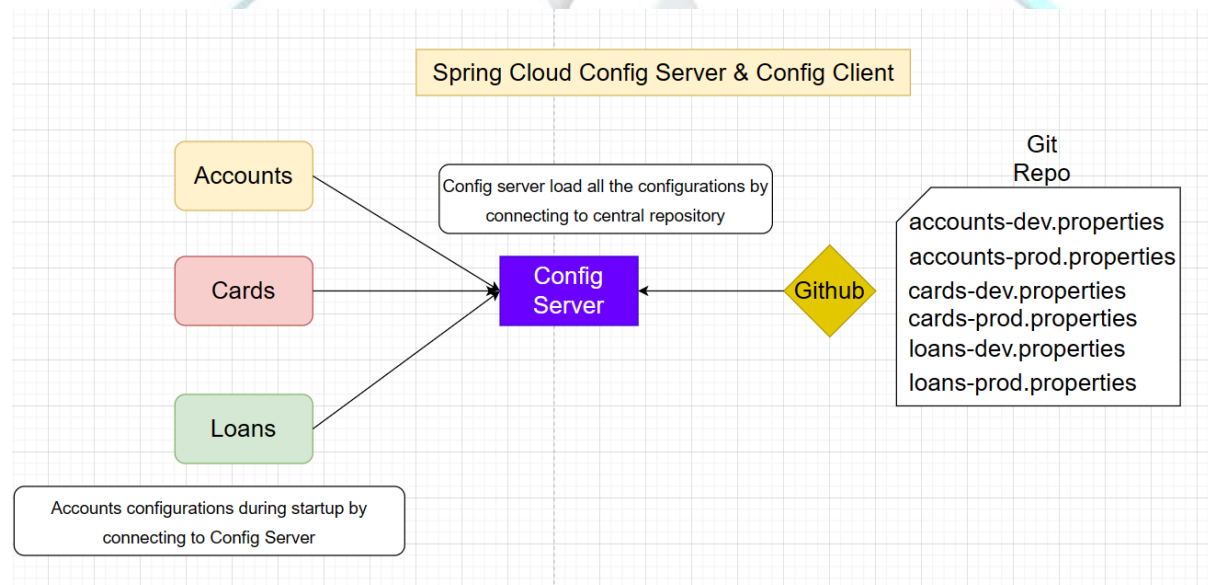 Spring Cloud Config Server & Config Client
Accounts
Cards
Loans
Accounts configurations during startup by
connecting to Config Server
Config server load all the configurations by
connecting to central repository
Config
Server
Github
Git
Repo
accounts-dev.properties
accounts-prod.properties
cards-dev.properties
cards-prod.properties
loans-dev.properties
loans-prod.properties